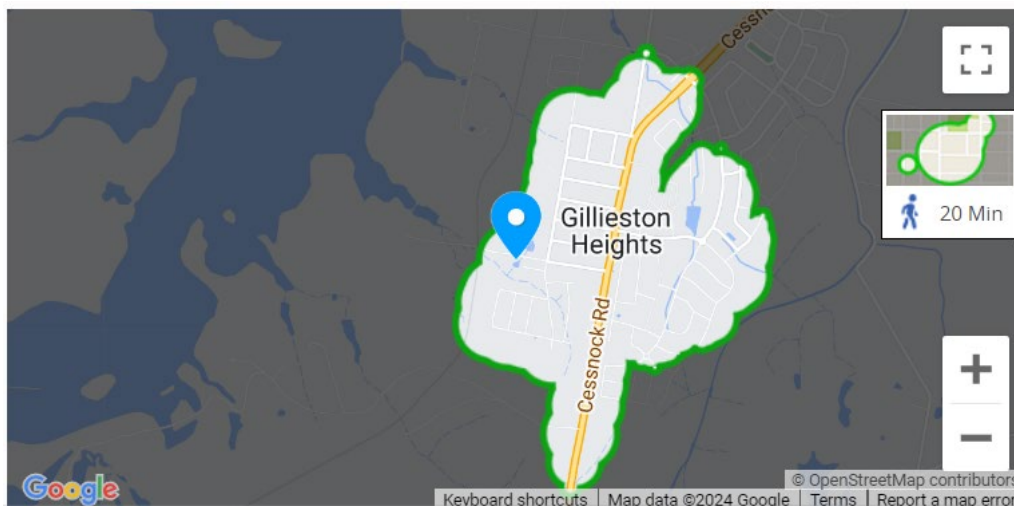 Cessnock
Gillieston
Heights
20 Min
Cessnock Rd
+
−
Google
© OpenStreetMap contributors
Keyboard shortcuts
Map data ©2024 Google
Terms
Report a map error